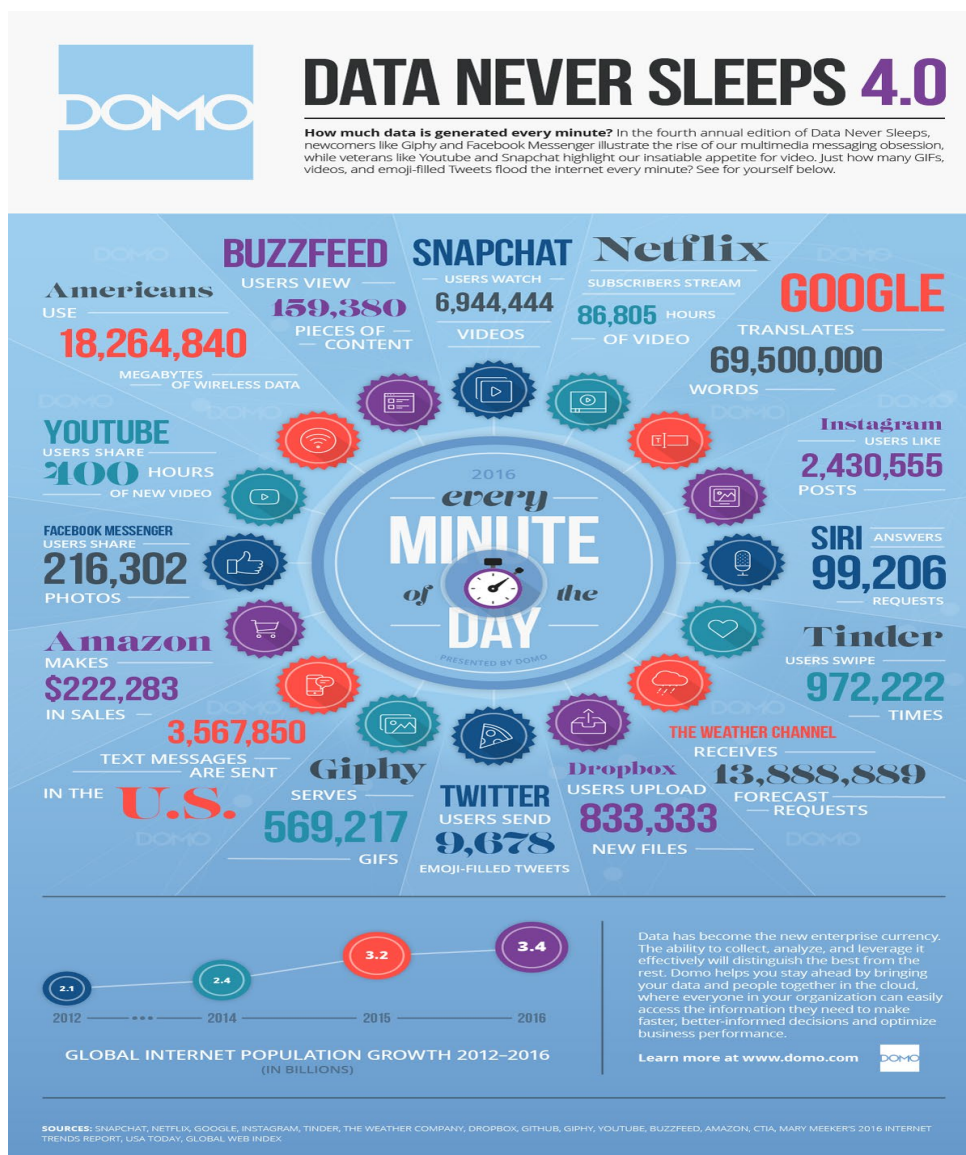 DOMO
DATA NEVER SLEEPS 4.0
How much data is generated every minute? In the fourth annual edition of Data Never Sleeps,
newcomers like Giphy and Facebook Messenger illustrate the rise of our multimedia messaging obsession,
while veterans like Youtube and Snapchat highlight our insatiable appetite for video. Just how many GIFs,
videos, and emoji-filled Tweets flood the internet every minute? See for yourself below.
Americans
USE
18,264,840
MEGABYTES
OF WIRELESS DATA
BUZZFEED
USERS VIEW
159,380
PIECES OF
CONTENT
SNAPCHAT
USERS WATCH
6,944,444
VIDEOS
Netflix
SUBSCRIBERS STREAM
86,805 HOURS
OF VIDEO
GOOGLE
TRANSLATES
69,500,000
WORDS
YOUTUBE
USERS SHARE
400 HOURS
OF NEW VIDEO
Instagram
USERS LIKE
2,430,555
POSTS
FACEBOOK MESSENGER
USERS SHARE
216,302
PHOTOS
2016
every
MINUTE
of the
DAY
PRESENTED BY DOMO
SIRI ANSWERS
99,206
REQUESTS
Amazon
MAKES
$222,283
IN SALES
Tinder
USERS SWIPE
972,222
TIMES
3,567,850
TEXT MESSAGES
ARE SENT
IN THE U.S.
Giphy
SERVES
569,217
GIFS
TWITTER
USERS SEND
9,678
EMOJI-FILLED TWEETS
Dropbox
USERS UPLOAD
833,333
NEW FILES
THE WEATHER CHANNEL
RECEIVES
13,888,889
FORECAST
REQUESTS
DOMO
DOMO
DOMO
DOMO
DOMO
DOMO
DOMO
DOMO
DOMO
DOMO
T
2.1
2.4
3.2
3.4
2012 ••• 2014 2015 2016
GLOBAL INTERNET POPULATION GROWTH 2012–2016
(IN BILLIONS)
Data has become the new enterprise currency.
The ability to collect, analyze, and leverage it
effectively will distinguish the best from the
rest. Domo helps you stay ahead by bringing
your data and people together in the cloud,
where everyone in your organization can easily
access the information they need to make
faster, better-informed decisions and optimize
business performance.
Learn more at www.domo.com
DOMO
SOURCES: SNAPCHAT, NETFLIX, GOOGLE, INSTAGRAM, TINDER, THE WEATHER COMPANY, DROPBOX, GITHUB, GIPHY, YOUTUBE, BUZZFEED, AMAZON, CTIA, MARY MEEKER'S 2016 INTERNET
TRENDS REPORT, USA TODAY, GLOBAL WEB INDEX